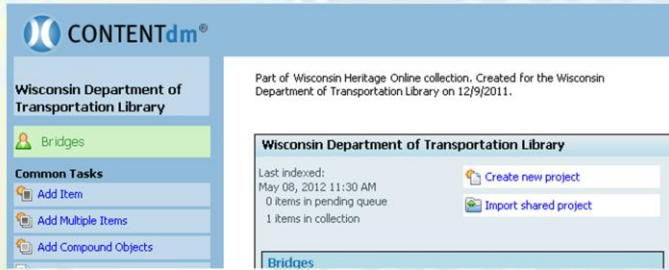 CONTENTdm®
Wisconsin Department of
Transportation Library
Bridges
Common Tasks
Add Item
Add Multiple Items
Add Compound Objects
Part of Wisconsin Heritage Online collection. Created for the Wisconsin
Department of Transportation Library on 12/9/2011.
Wisconsin Department of Transportation Library
Last indexed:
May 08, 2012 11:30 AM
0 items in pending queue
1 items in collection
Create new project
Import shared project
Bridges